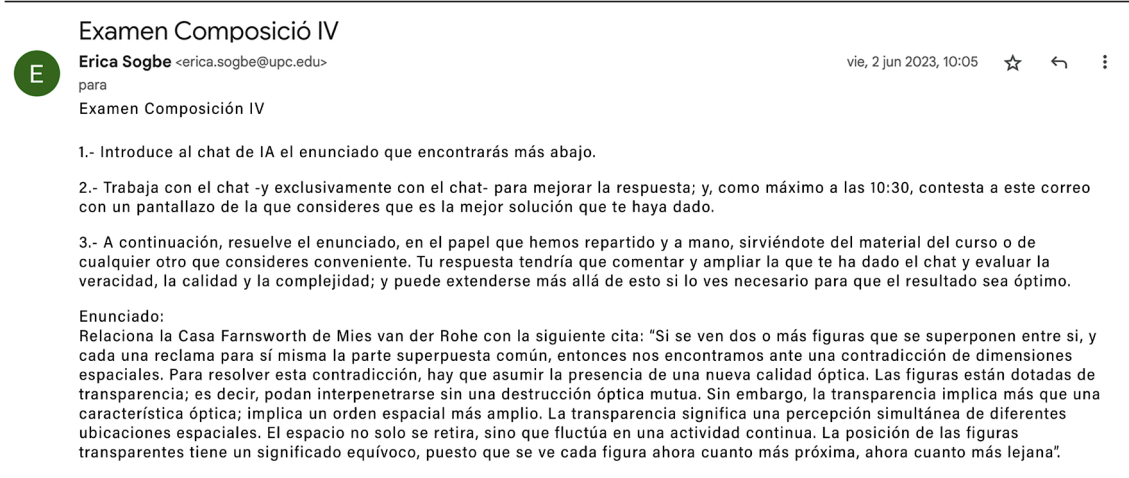 Examen Composició IV
E
Erica Sogbe <erica.sogbe@upc.edu>
vie, 2 jun 2023, 10:05
para
Examen Composición IV
1.- Introduce al chat de IA el enunciado que encontrarás más abajo.
2.- Trabaja con el chat -y exclusivamente con el chat- para mejorar la respuesta; y, como máximo a las 10:30, contesta a este correo
con un pantallazo de la que consideres que es la mejor solución que te haya dado.
3.- A continuación, resuelve el enunciado, en el papel que hemos repartido y a mano, sirviéndote del material del curso o de
cualquier otro que consideres conveniente. Tu respuesta tendría que comentar y ampliar la que te ha dado el chat y evaluar la
veracidad, la calidad y la complejidad; y puede extenderse más allá de esto si lo ves necesario para que el resultado sea óptimo.
Enunciado:
Relaciona la Casa Farnsworth de Mies van der Rohe con la siguiente cita: “Si se ven dos o más figuras que se superponen entre si, y
cada una reclama para sí misma la parte superpuesta común, entonces nos encontramos ante una contradicción de dimensiones
espaciales. Para resolver esta contradicción, hay que asumir la presencia de una nueva calidad óptica. Las figuras están dotadas de
transparencia; es decir, podan interpenetrarse sin una destrucción óptica mutua. Sin embargo, la transparencia implica más que una
característica óptica; implica un orden espacial más amplio. La transparencia significa una percepción simultánea de diferentes
ubicaciones espaciales. El espacio no solo se retira, sino que fluctúa en una actividad continua. La posición de las figuras
transparentes tiene un significado equívoco, puesto que se ve cada figura ahora cuanto más próxima, ahora cuanto más lejana”.